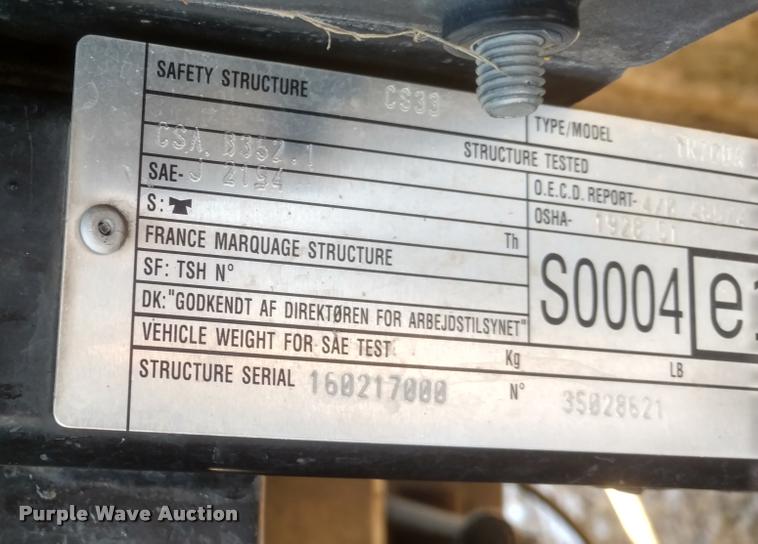 SAFETY STRUCTURE CS33
TYPE/MODEL
CSA. B352.1 STRUCTURE TESTED
SAE- J 2194 O.E.C.D. REPORT-
S: OSHA- 1928.51
FRANCE MARQUAGE STRUCTURE Th
SF: TSH N° S0004 e1
DK:"GODKENDT AF DIREKTØREN FOR ARBEJDSTILSYNET"
VEHICLE WEIGHT FOR SAE TEST Kg LB
STRUCTURE SERIAL 160217000 N° 35028621
Purple Wave Auction